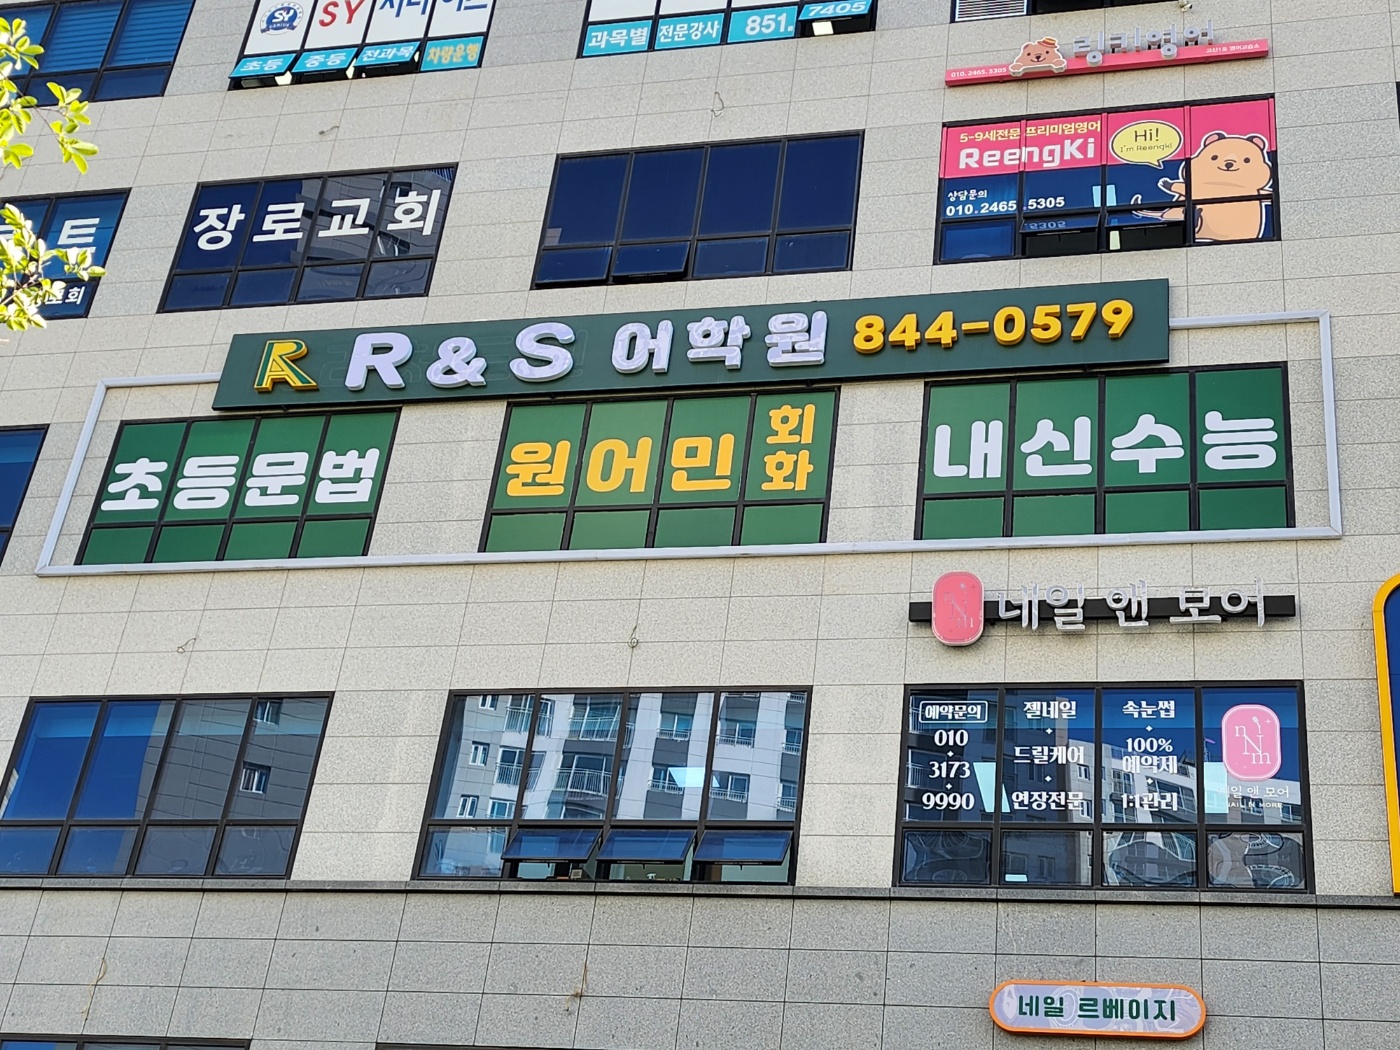 SY
SY
초등 중등 전과목 차량운행
과목별 전문강사 851. 7405
010.2465.5305
링키영어
5-9세전문 프리미엄영어
ReengKi
Hi!
I'm Reengki
상담문의
010.2465.5305
장로교회
트
회
R&S 어학원 844-0579
초등문법
원어민 회화
내신수능
네일 앤 보어
예약문의
010
3173
9990
젤네일
드릴케어
연장전문
속눈썹
100%
예약제
1:1관리
nNm
네일 앤 모어
NAIL N MORE
네일 르베이지